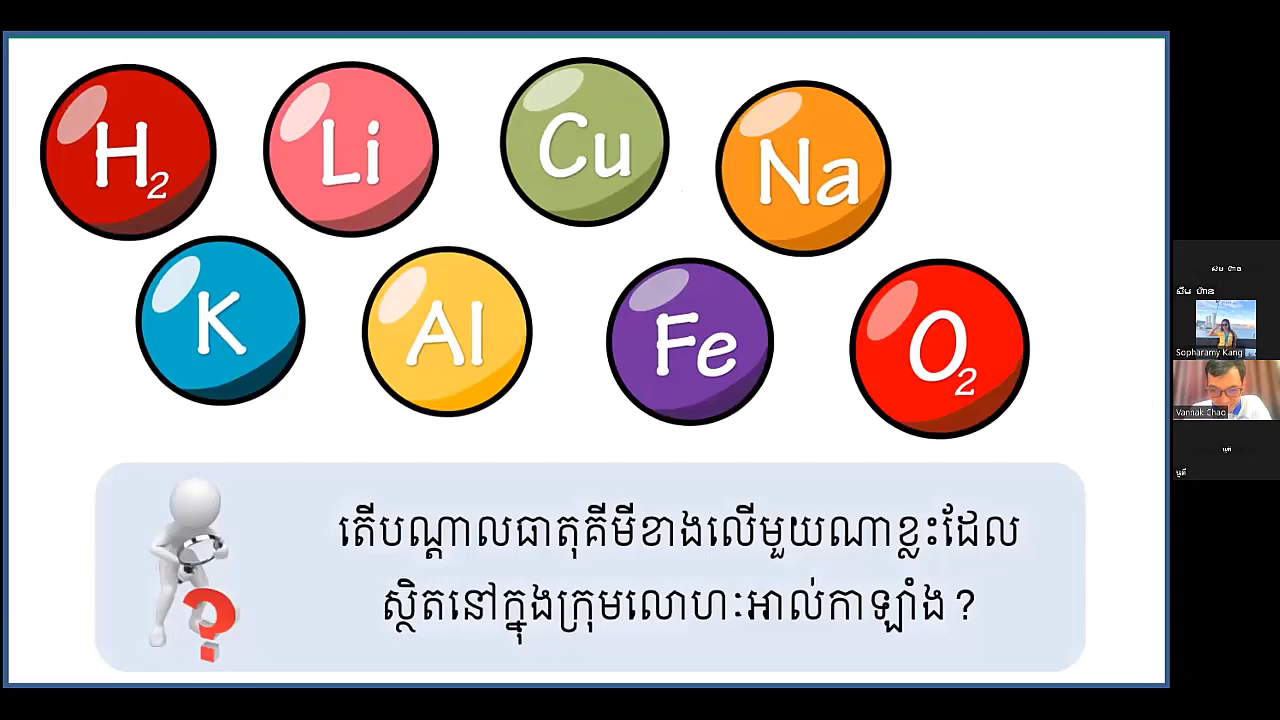 H2
Li
Cu
Na
K
Al
Fe
O2
តើបណ្តាលធាតុគីមីខាងលើមួយណាខ្លះដែល
ស្ថិតនៅក្នុងក្រុមលោហៈអាល់កាឡាំង ?
Sopharamy Kang
Vannak Chao